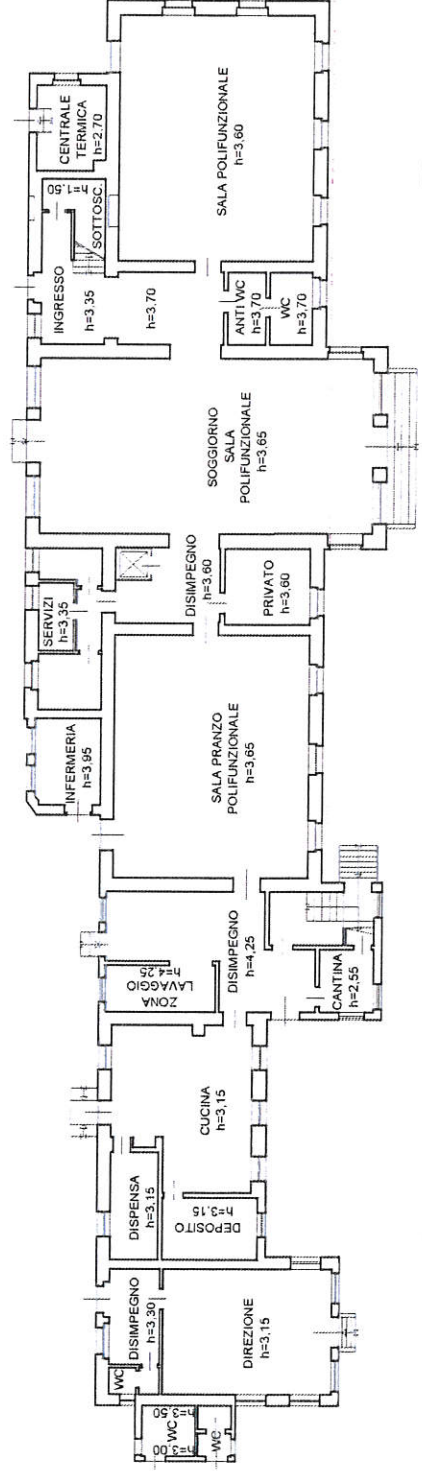 CENTRALE
TERMICA
h=2.70
SOTTOSC.
h=1.50
INGRESSO
h=3,35
h=3,70
SALA POLIFUNZIONALE
h=3,60
ANTI WC
h=3,70
WC
h=3,70
SOGGIORNO
SALA
POLIFUNZIONALE
h=3,65
SERVIZI
h=3,35
DISIMPEGNO
h=3,60
PRIVATO
h=3,60
INFERMERIA
h=3,95
SALA PRANZO
POLIFUNZIONALE
h=3,65
ZONA
LAVAGGIO
h=4,25
DISIMPEGNO
h=4,25
CANTINA
h=2,55
CUCINA
h=3,15
DISPENSA
h=3,15
DEPOSITO
h=3.15
DISIMPEGNO
h=3,30
DIREZIONE
h=3,15
WC
WC
h=3,50
h=3,00
WC